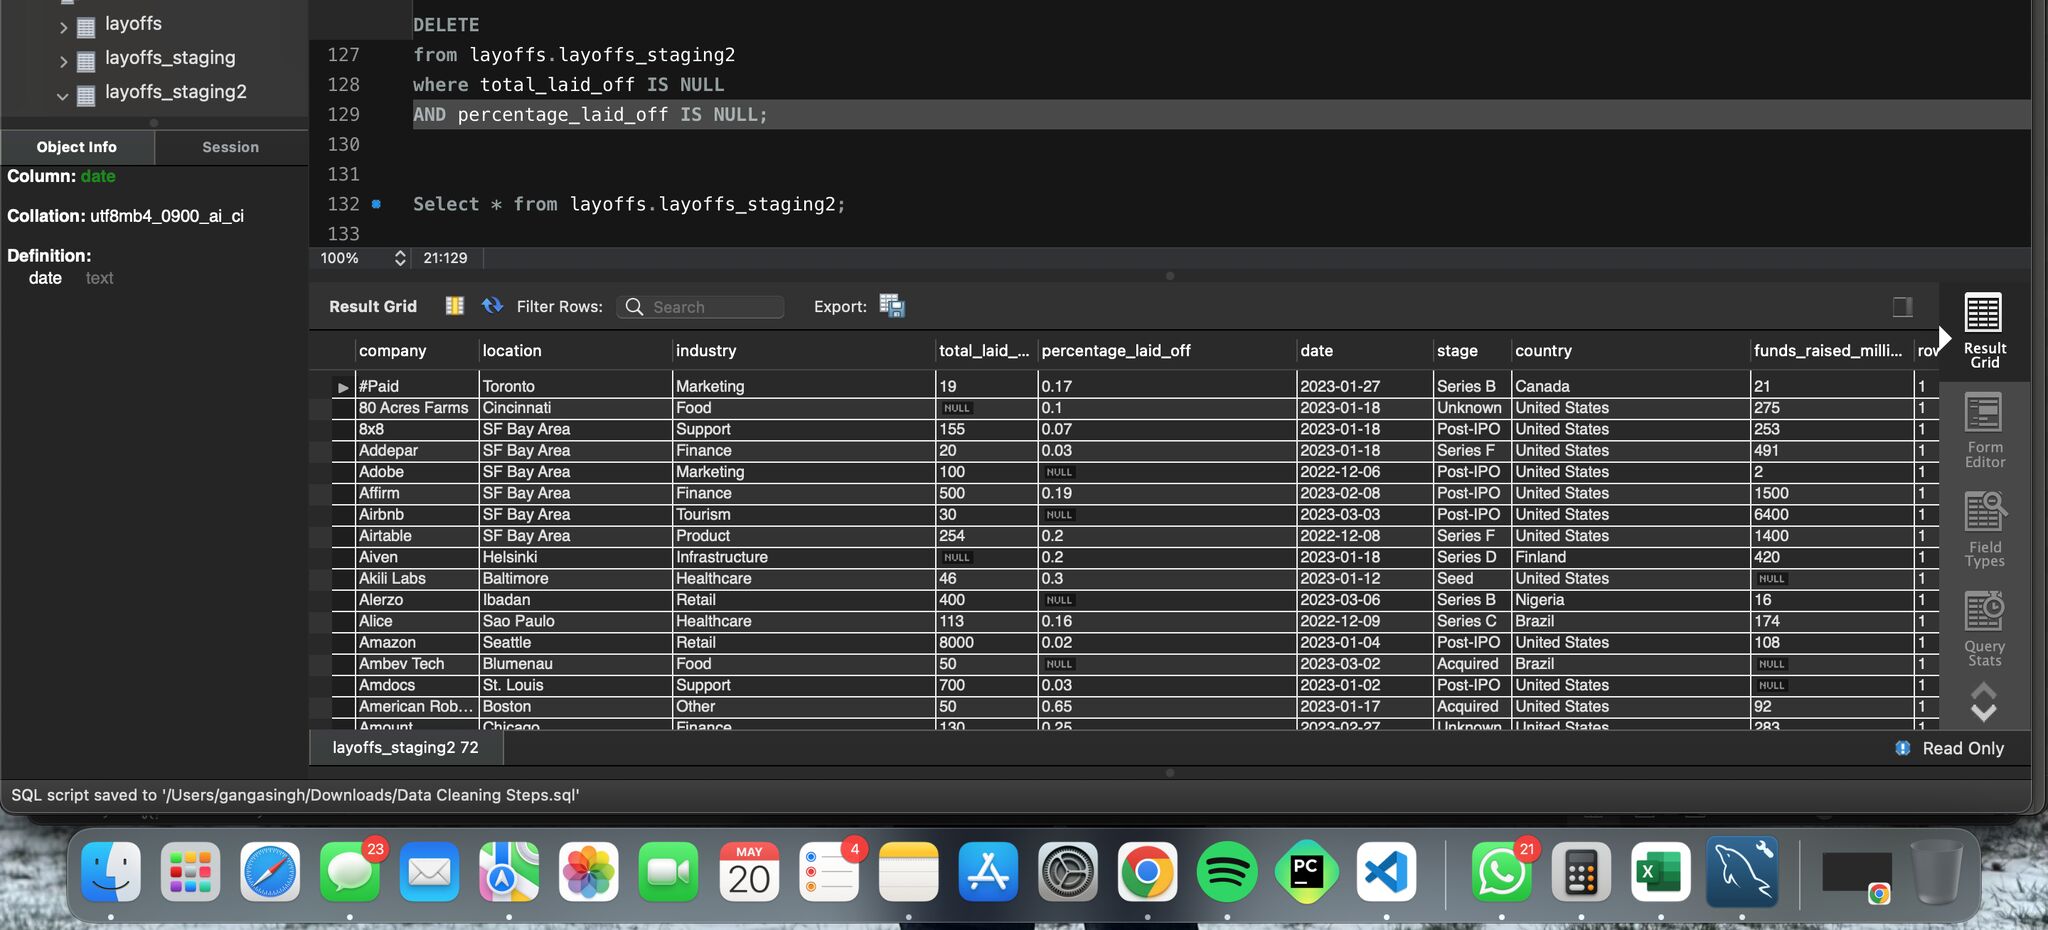 layoffs
layoffs_staging
layoffs_staging2
Object Info Session
Column: date
Collation: utf8mb4_0900_ai_ci
Definition:
date text
DELETE
127 from layoffs.layoffs_staging2
128 where total_laid_off IS NULL
129 AND percentage_laid_off IS NULL;
130
131
132 Select * from layoffs.layoffs_staging2;
133
100% 21:129
Result Grid Filter Rows: Search Export:
company location industry total_laid_... percentage_laid_off date stage country funds_raised_milli... row
#Paid Toronto Marketing 19 0.17 2023-01-27 Series B Canada 21 1
80 Acres Farms Cincinnati Food NULL 0.1 2023-01-18 Unknown United States 275 1
8x8 SF Bay Area Support 155 0.07 2023-01-18 Post-IPO United States 253 1
Addepar SF Bay Area Finance 20 0.03 2023-01-18 Series F United States 491 1
Adobe SF Bay Area Marketing 100 NULL 2022-12-06 Post-IPO United States 2 1
Affirm SF Bay Area Finance 500 0.19 2023-02-08 Post-IPO United States 1500 1
Airbnb SF Bay Area Tourism 30 NULL 2023-03-03 Post-IPO United States 6400 1
Airtable SF Bay Area Product 254 0.2 2022-12-08 Series F United States 1400 1
Aiven Helsinki Infrastructure NULL 0.2 2023-01-18 Series D Finland 420 1
Akili Labs Baltimore Healthcare 46 0.3 2023-01-12 Seed United States NULL 1
Alerzo Ibadan Retail 400 NULL 2023-03-06 Series B Nigeria 16 1
Alice Sao Paulo Healthcare 113 0.16 2022-12-09 Series C Brazil 174 1
Amazon Seattle Retail 8000 0.02 2023-01-04 Post-IPO United States 108 1
Ambev Tech Blumenau Food 50 NULL 2023-03-02 Acquired Brazil NULL 1
Amdocs St. Louis Support 700 0.03 2023-01-02 Post-IPO United States NULL 1
American Rob... Boston Other 50 0.65 2023-01-17 Acquired United States 92 1
Amount Chicago Finance 130 0.25 2023-02-27 Unknown United States 283 1
Result
Grid
Form
Editor
Field
Types
Query
Stats
layoffs_staging2 72 Read Only
SQL script saved to '/Users/gangasingh/Downloads/Data Cleaning Steps.sql'
23
MAY
20
4
PC
21
X